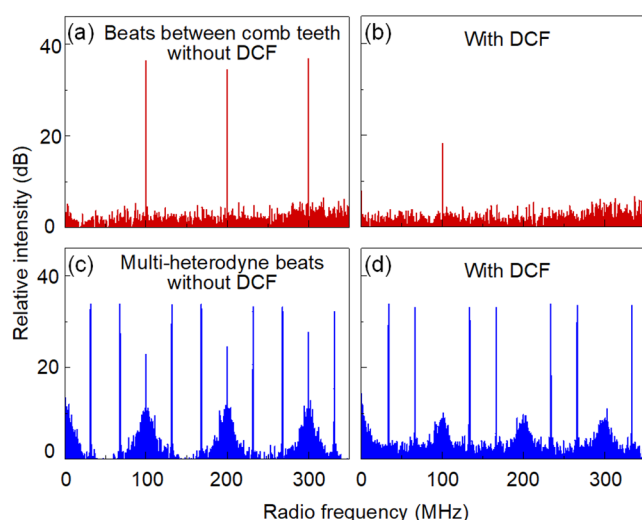 (a) Beats between comb teeth
without DCF
(b) With DCF
40
20
0
Relative intensity (dB)
(c) Multi-heterodyne beats
without DCF
(d) With DCF
40
20
0
0 100 200 300 0 100 200 300
Radio frequency (MHz)